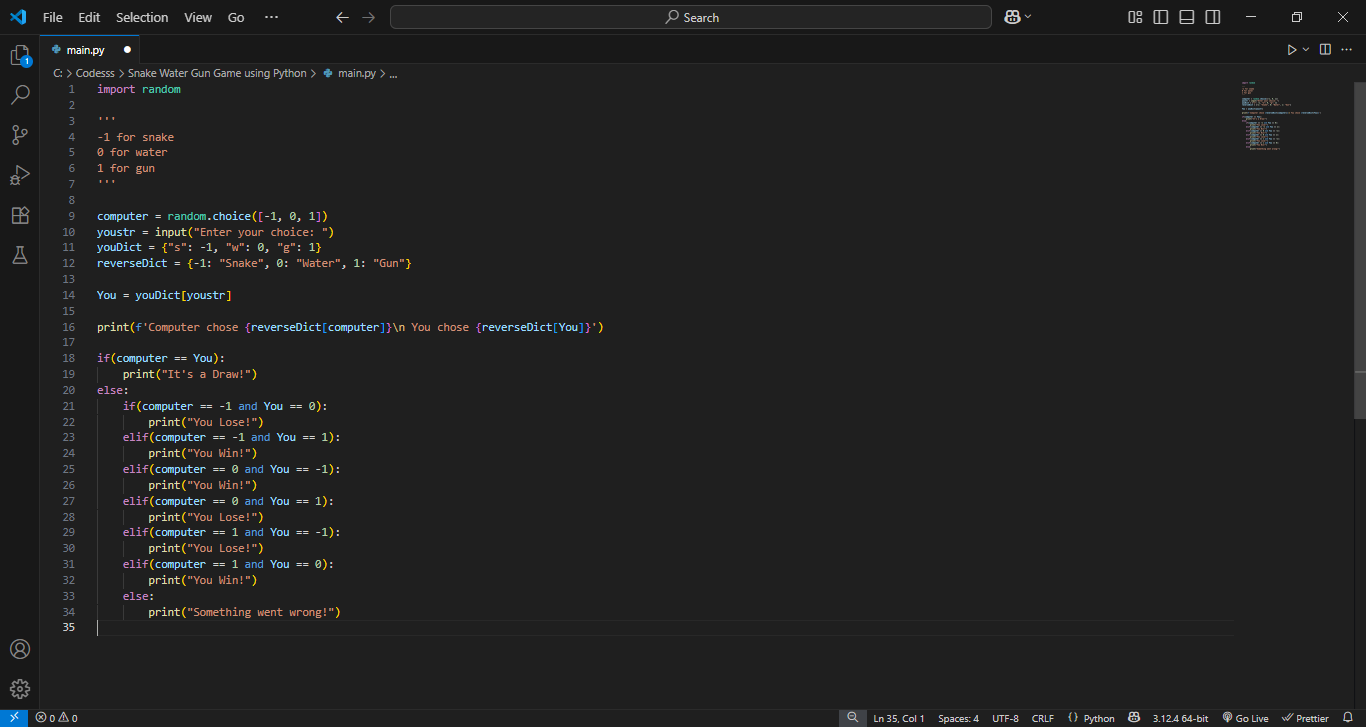 File Edit Selection View Go ··· Search
main.py
C: > Codesss > Snake Water Gun Game using Python > main.py > ...
1 import random
2
3 '''
4 -1 for snake
5 0 for water
6 1 for gun
7 '''
8
9 computer = random.choice([-1, 0, 1])
10 youstr = input("Enter your choice: ")
11 youDict = {"s": -1, "w": 0, "g": 1}
12 reverseDict = {-1: "Snake", 0: "Water", 1: "Gun"}
13
14 You = youDict[youstr]
15
16 print(f'Computer chose {reverseDict[computer]}\n You chose {reverseDict[You]}')
17
18 if(computer == You):
19     print("It's a Draw!")
20 else:
21     if(computer == -1 and You == 0):
22         print("You Lose!")
23     elif(computer == -1 and You == 1):
24         print("You Win!")
25     elif(computer == 0 and You == -1):
26         print("You Win!")
27     elif(computer == 0 and You == 1):
28         print("You Lose!")
29     elif(computer == 1 and You == -1):
30         print("You Lose!")
31     elif(computer == 1 and You == 0):
32         print("You Win!")
33     else:
34         print("Something went wrong!")
35
1
0 0 Ln 35, Col 1 Spaces: 4 UTF-8 CRLF {} Python 3.12.4 64-bit Go Live Prettier